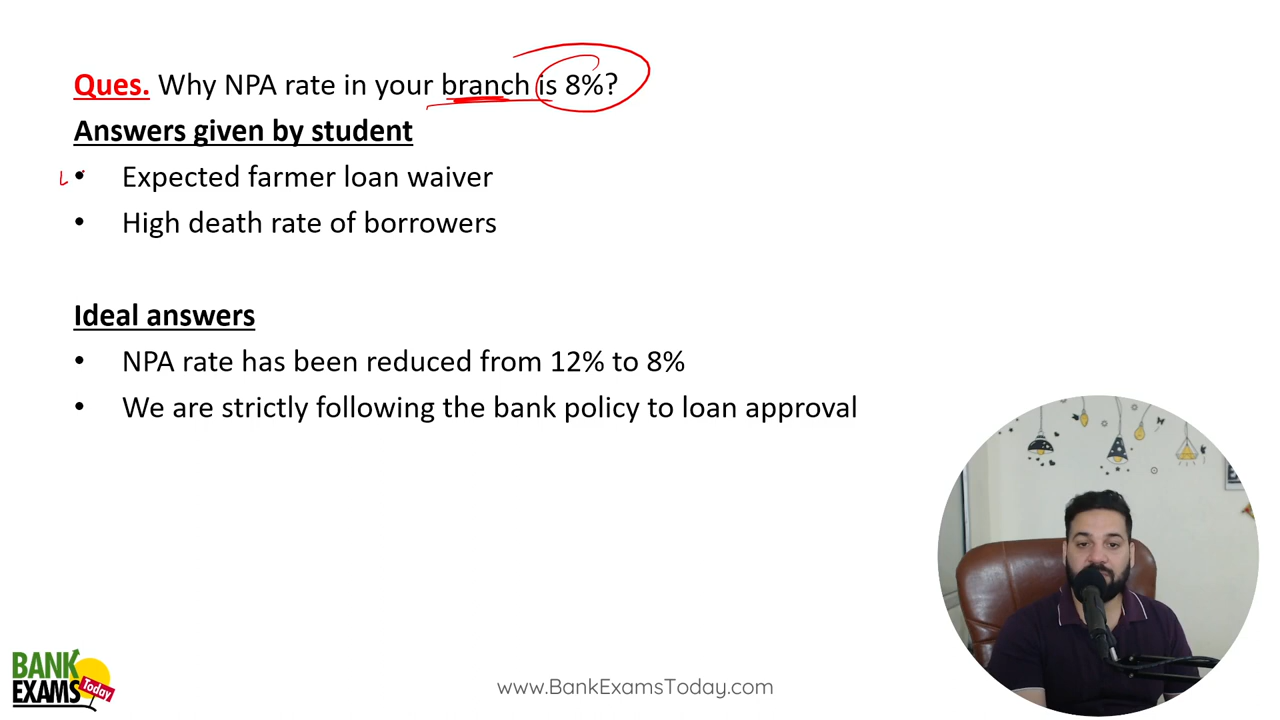 Ques. Why NPA rate in your branch is 8%?
Answers given by student
• Expected farmer loan waiver
• High death rate of borrowers
Ideal answers
• NPA rate has been reduced from 12% to 8%
• We are strictly following the bank policy to loan approval
BANK
EXAMS
Today
www.BankExamsToday.com